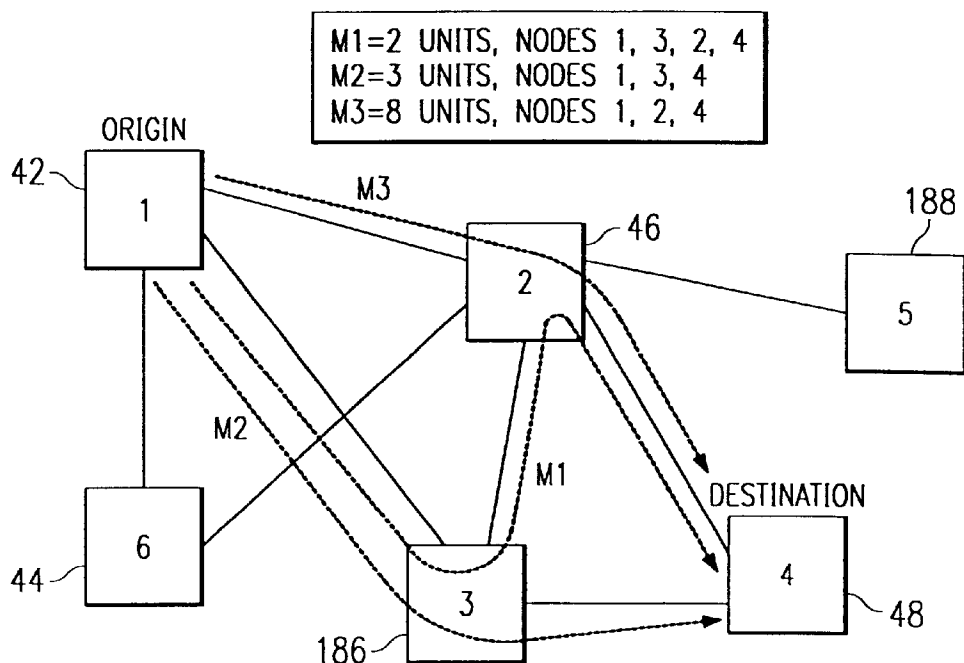 M1=2 UNITS, NODES 1, 3, 2, 4
M2=3 UNITS, NODES 1, 3, 4
M3=8 UNITS, NODES 1, 2, 4
ORIGIN
42
1
M3
46
188
2
5
M2
M1
DESTINATION
6
44
3
4
186
48